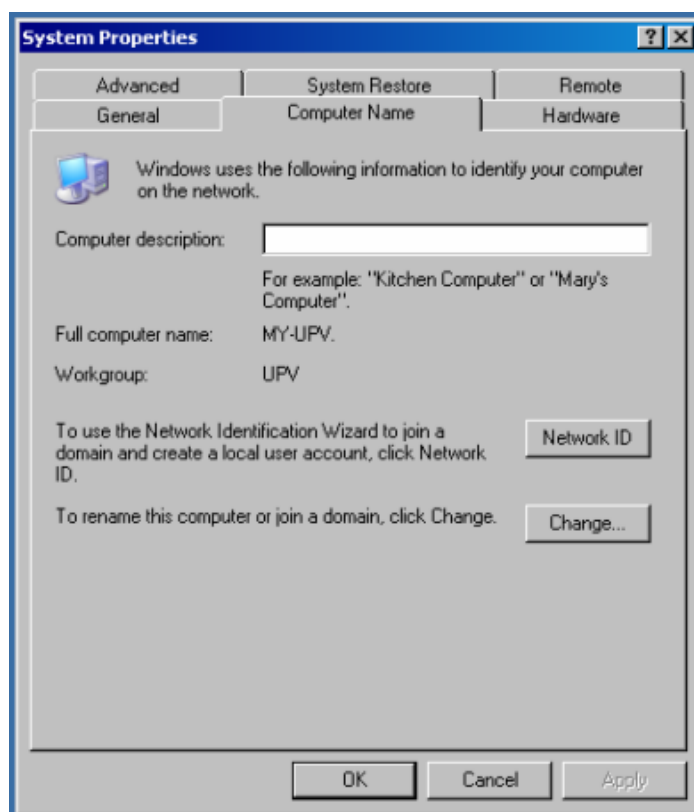 System Properties
Advanced
System Restore
Remote
General
Computer Name
Hardware
Windows uses the following information to identify your computer
on the network.
Computer description:
For example: "Kitchen Computer" or "Mary's
Computer".
Full computer name:
MY-UPV.
Workgroup:
UPV
To use the Network Identification Wizard to join a
domain and create a local user account, click Network
ID.
Network ID
To rename this computer or join a domain, click Change.
Change...
OK
Cancel
Apply